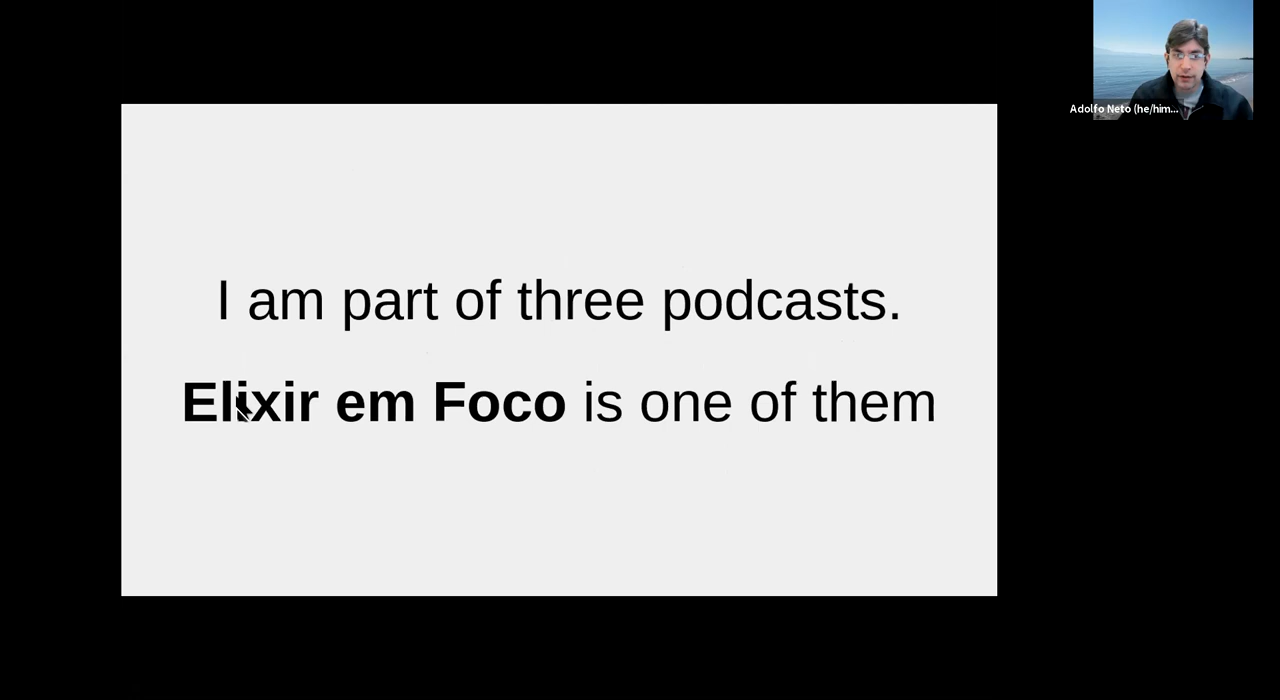 Adolfo Neto (he/him...
I am part of three podcasts.
Elixir em Foco is one of them